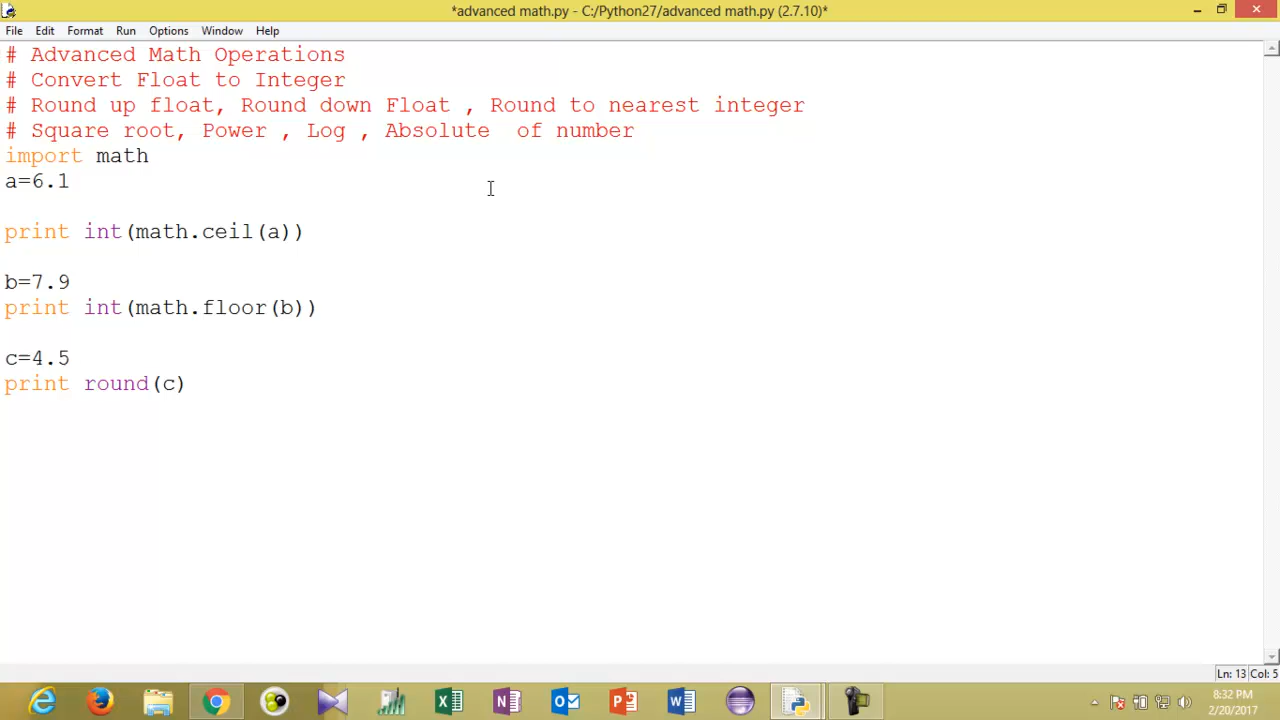 *advanced math.py - C:/Python27/advanced math.py (2.7.10)*
File Edit Format Run Options Window Help
# Advanced Math Operations
# Convert Float to Integer
# Round up float, Round down Float , Round to nearest integer
# Square root, Power , Log , Absolute  of number
import math
a=6.1
print int(math.ceil(a))
b=7.9
print int(math.floor(b))
c=4.5
print round(c)
Ln: 13 Col: 5
8:32 PM
2/20/2017